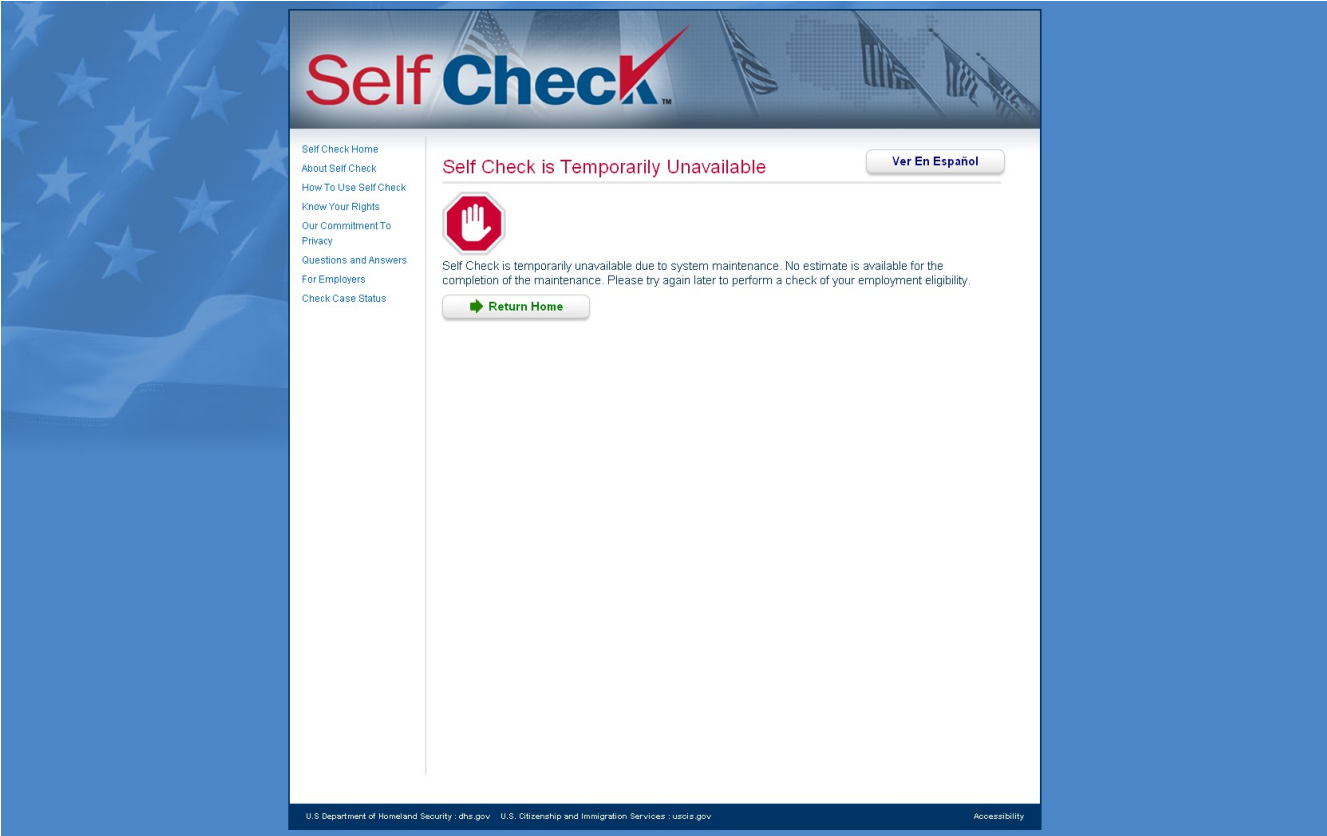 Self Check™
Self Check Home
About Self Check
How To Use Self Check
Know Your Rights
Our Commitment To
Privacy
Questions and Answers
For Employers
Check Case Status
Self Check is Temporarily Unavailable
Ver En Español
Self Check is temporarily unavailable due to system maintenance. No estimate is available for the
completion of the maintenance. Please try again later to perform a check of your employment eligibility.
Return Home
U.S Department of Homeland Security : dhs.gov U.S. Citizenship and Immigration Services : uscis.gov Accessibility